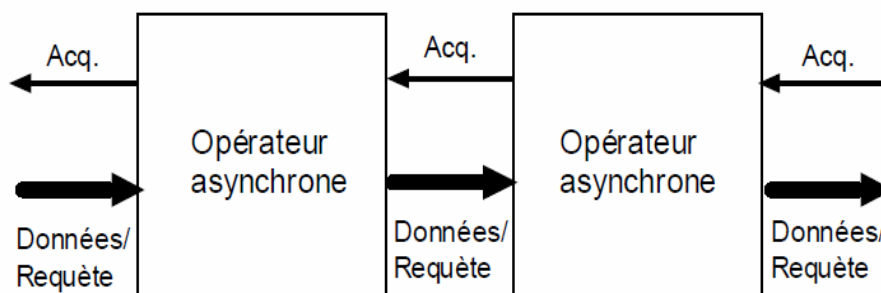 Acq.
Opérateur
asynchrone
Données/
Requète
Acq.
Données/
Requète
Opérateur
asynchrone
Acq.
Données/
Requète